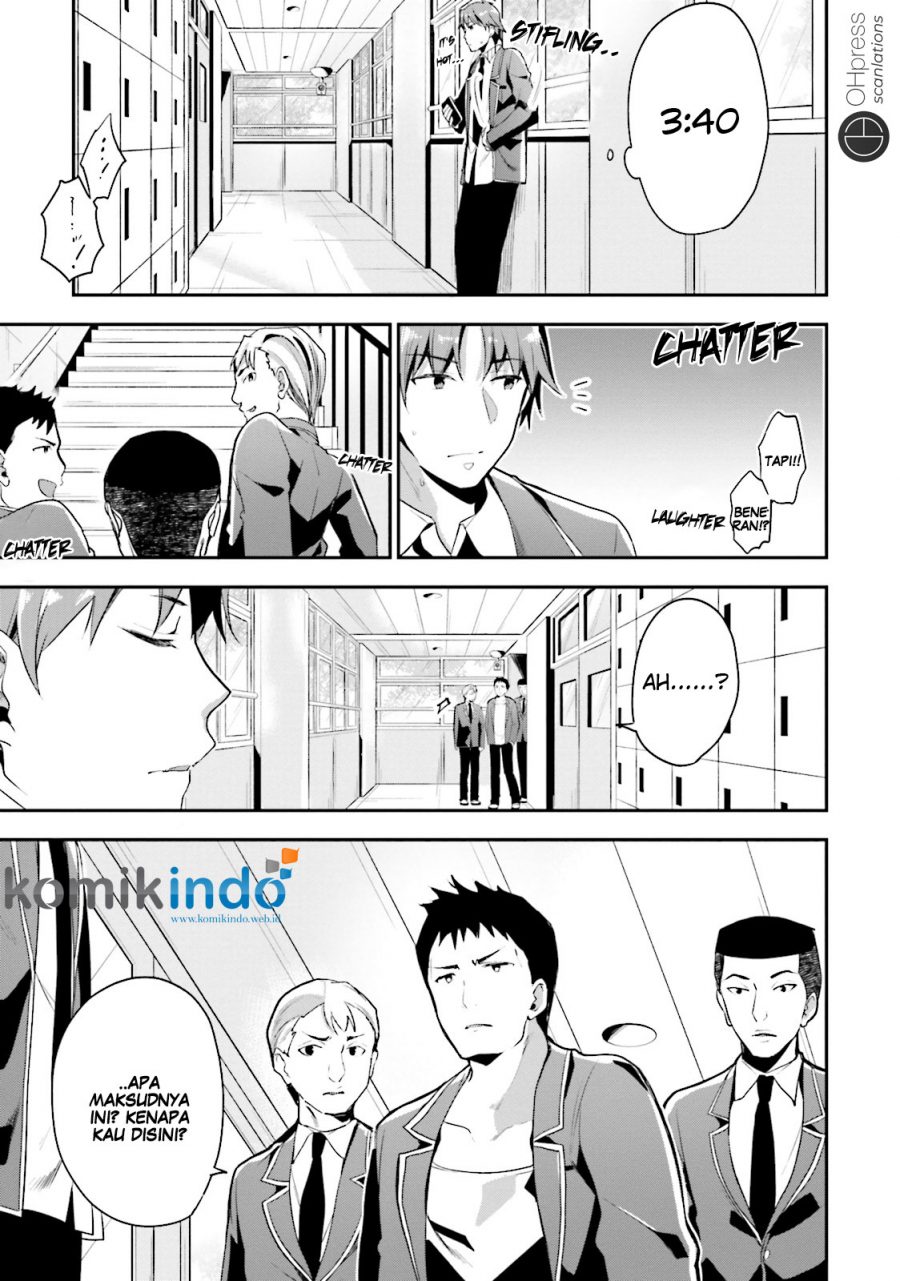 3:40
STIFLING..
IT'S
HOT...
OHpress
scanlations
CHATTER
TAPI!!
BENE
RAN!?
LAUGHTER
CHATTER
CHATTER
AH......?
komikindo
www.komikindo.web.id
..APA
MAKSUDNYA
INI? KENAPA
KAU DISINI?